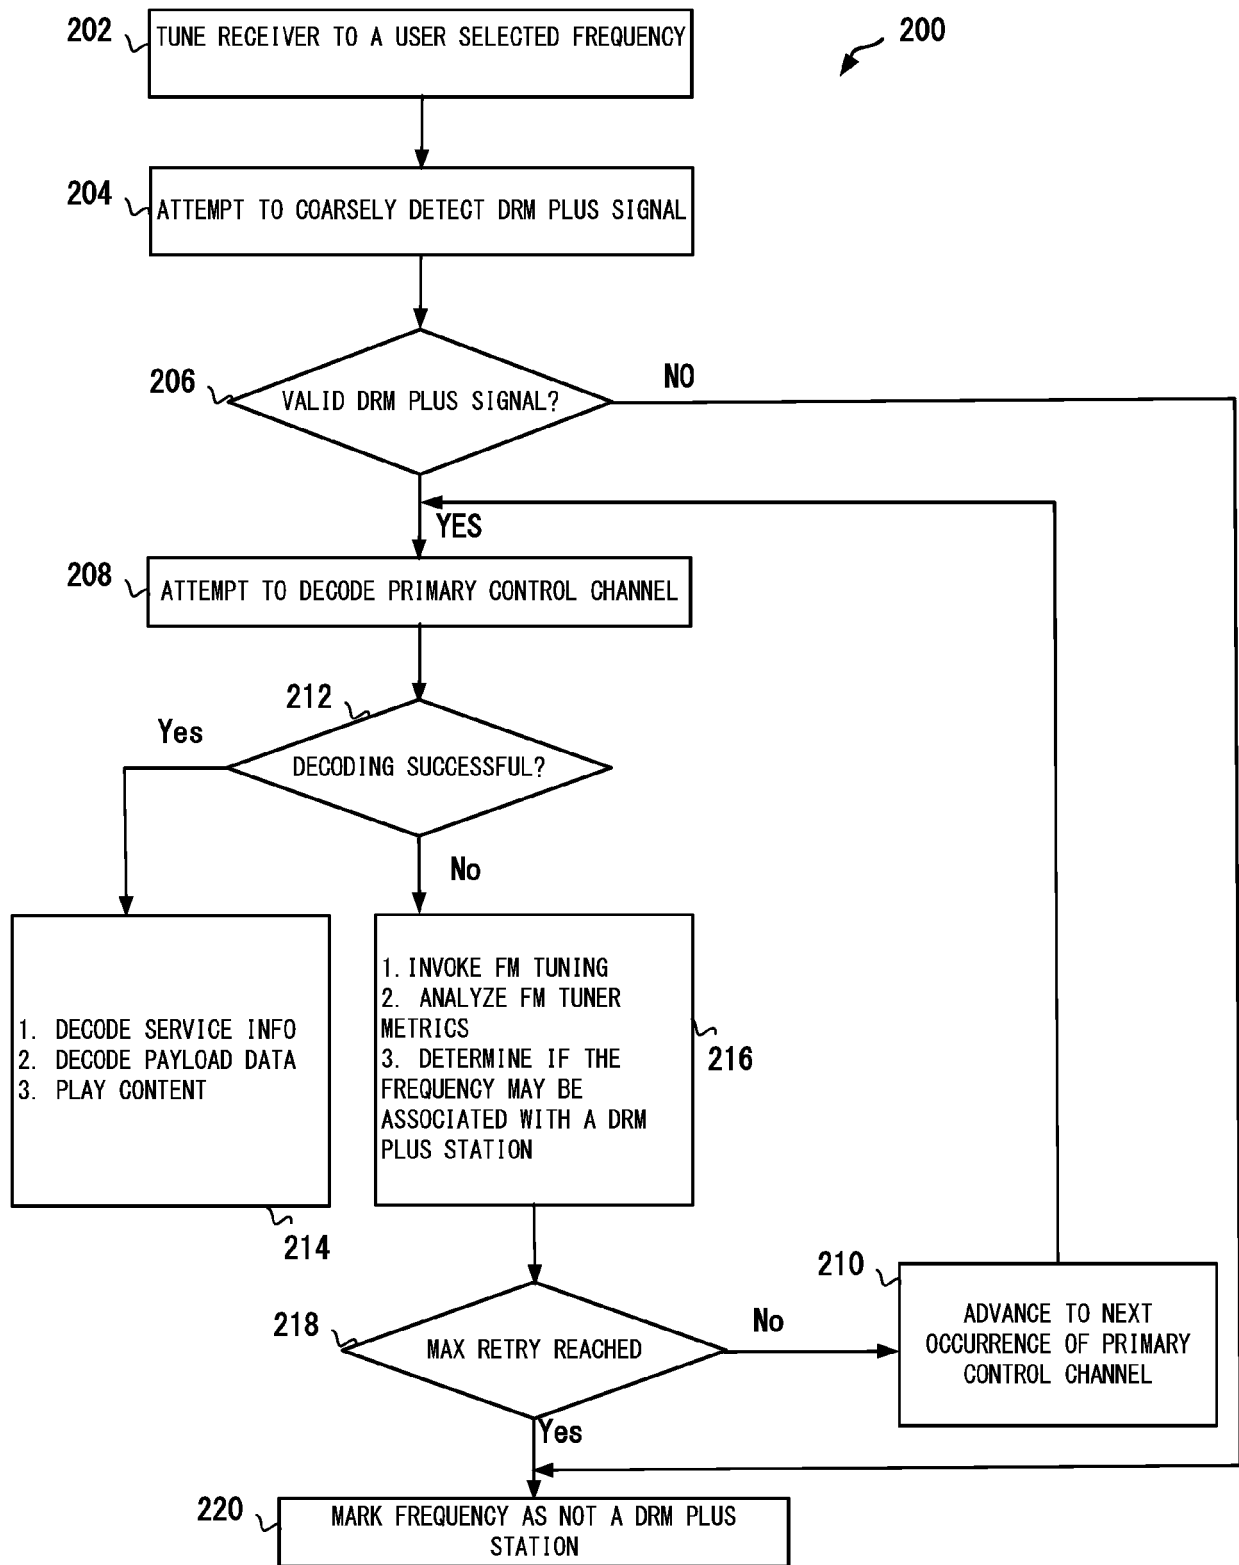 202
TUNE RECEIVER TO A USER SELECTED FREQUENCY
200
204
ATTEMPT TO COARSELY DETECT DRM PLUS SIGNAL
206
VALID DRM PLUS SIGNAL?
NO
YES
208
ATTEMPT TO DECODE PRIMARY CONTROL CHANNEL
212
Yes
DECODING SUCCESSFUL?
No
1. DECODE SERVICE INFO
2. DECODE PAYLOAD DATA
3. PLAY CONTENT
214
1. INVOKE FM TUNING
2. ANALYZE FM TUNER
METRICS
3. DETERMINE IF THE
FREQUENCY MAY BE
ASSOCIATED WITH A DRM
PLUS STATION
216
218
MAX RETRY REACHED
No
210
ADVANCE TO NEXT
OCCURRENCE OF PRIMARY
CONTROL CHANNEL
Yes
220
MARK FREQUENCY AS NOT A DRM PLUS
STATION